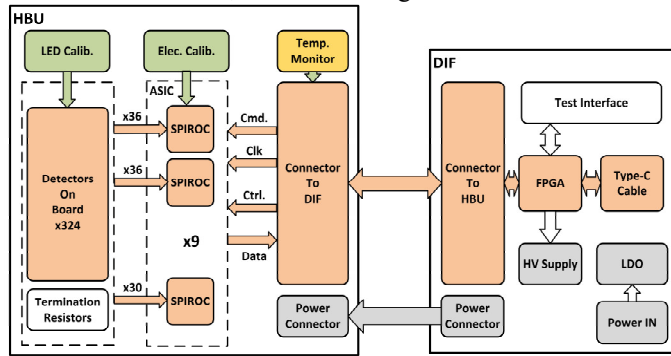 HBU
LED Calib.
Elec. Calib.
Temp.
Monitor
ASIC
Detectors
On
Board
x324
Termination
Resistors
x36
x36
x30
SPIROC
SPIROC
x9
SPIROC
Cmd.
Clk
Ctrl.
Data
Connector
To
DIF
Power
Connector
DIF
Connector
To
HBU
Power
Connector
Test Interface
FPGA
Type-C
Cable
HV Supply
LDO
Power IN